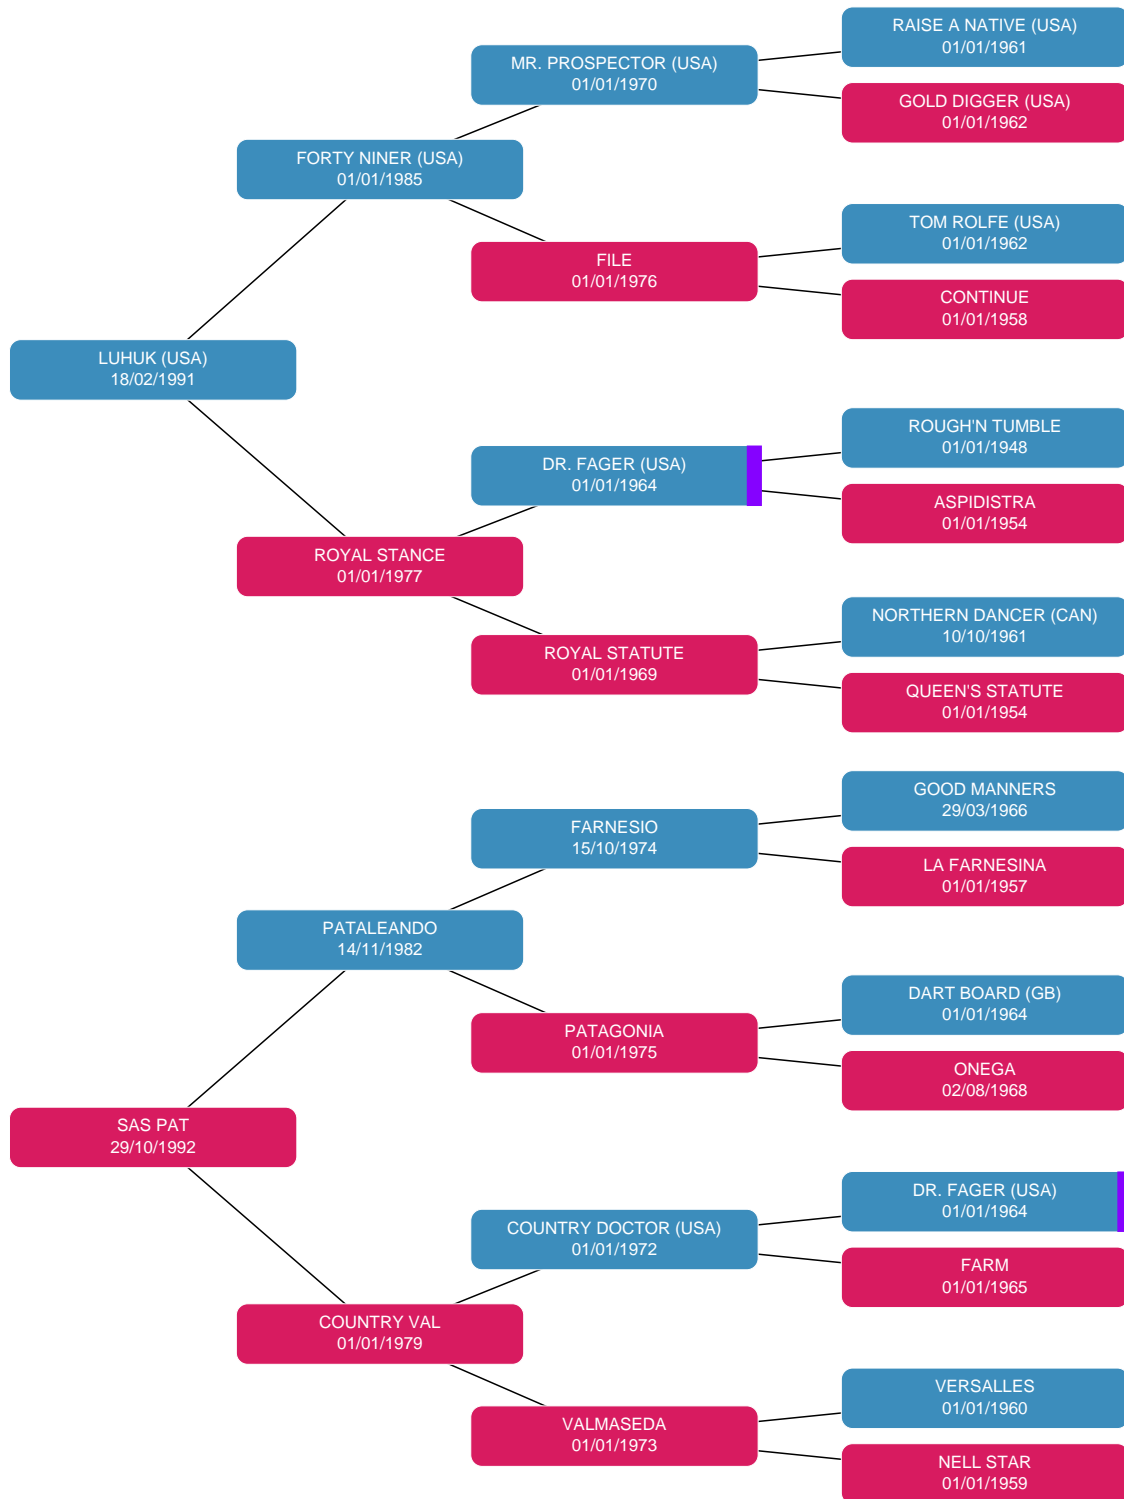 RAISE A NATIVE (USA)
01/01/1961
MR. PROSPECTOR (USA)
01/01/1970
GOLD DIGGER (USA)
01/01/1962
FORTY NINER (USA)
01/01/1985
TOM ROLFE (USA)
01/01/1962
FILE
01/01/1976
CONTINUE
01/01/1958
LUHUK (USA)
18/02/1991
ROUGH'N TUMBLE
01/01/1948
DR. FAGER (USA)
01/01/1964
ASPIDISTRA
01/01/1954
ROYAL STANCE
01/01/1977
NORTHERN DANCER (CAN)
10/10/1961
ROYAL STATUTE
01/01/1969
QUEEN'S STATUTE
01/01/1954
GOOD MANNERS
29/03/1966
FARNESIO
15/10/1974
LA FARNESINA
01/01/1957
PATALEANDO
14/11/1982
DART BOARD (GB)
01/01/1964
PATAGONIA
01/01/1975
ONEGA
02/08/1968
SAS PAT
29/10/1992
DR. FAGER (USA)
01/01/1964
COUNTRY DOCTOR (USA)
01/01/1972
FARM
01/01/1965
COUNTRY VAL
01/01/1979
VERSALLES
01/01/1960
VALMASEDA
01/01/1973
NELL STAR
01/01/1959